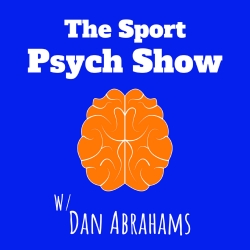 The Sport
Psych Show
W/
DAN ABRAHAMS